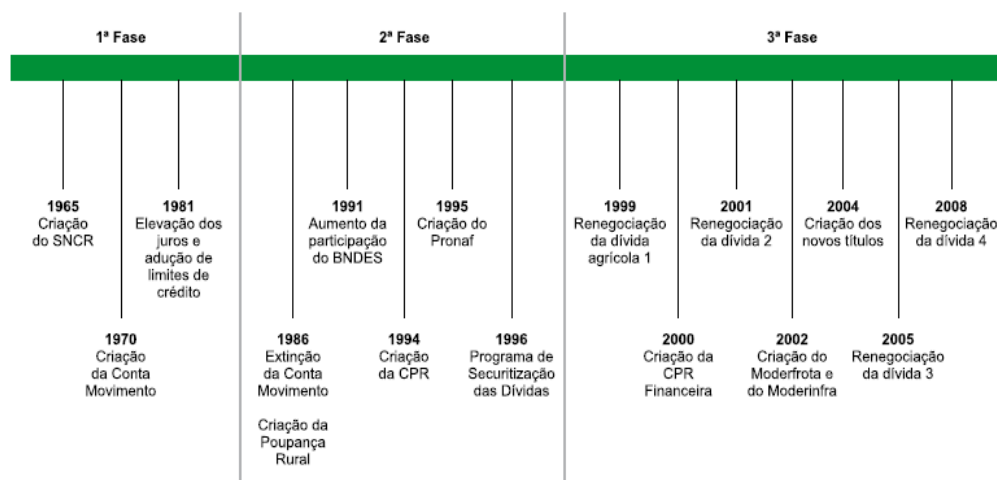 1ª Fase
2ª Fase
3ª Fase
1965
Criação
do SNCR
1981
Elevação dos
juros e
adução de
limites de
crédito
1970
Criação
da Conta
Movimento
1991
Aumento da
participação
do BNDES
1995
Criação do
Pronaf
1986
Extinção
da Conta
Movimento
Criação da
Poupança
Rural
1994
Criação
da CPR
1996
Programa de
Securitização
das Dívidas
1999
Renegociação
da dívida
agrícola 1
2001
Renegociação
da dívida 2
2004
Criação dos
novos títulos
2008
Renegociação
da dívida 4
2000
Criação da
CPR
Financeira
2002
Criação do
Moderfrota e
do Moderinfra
2005
Renegociação
da dívida 3